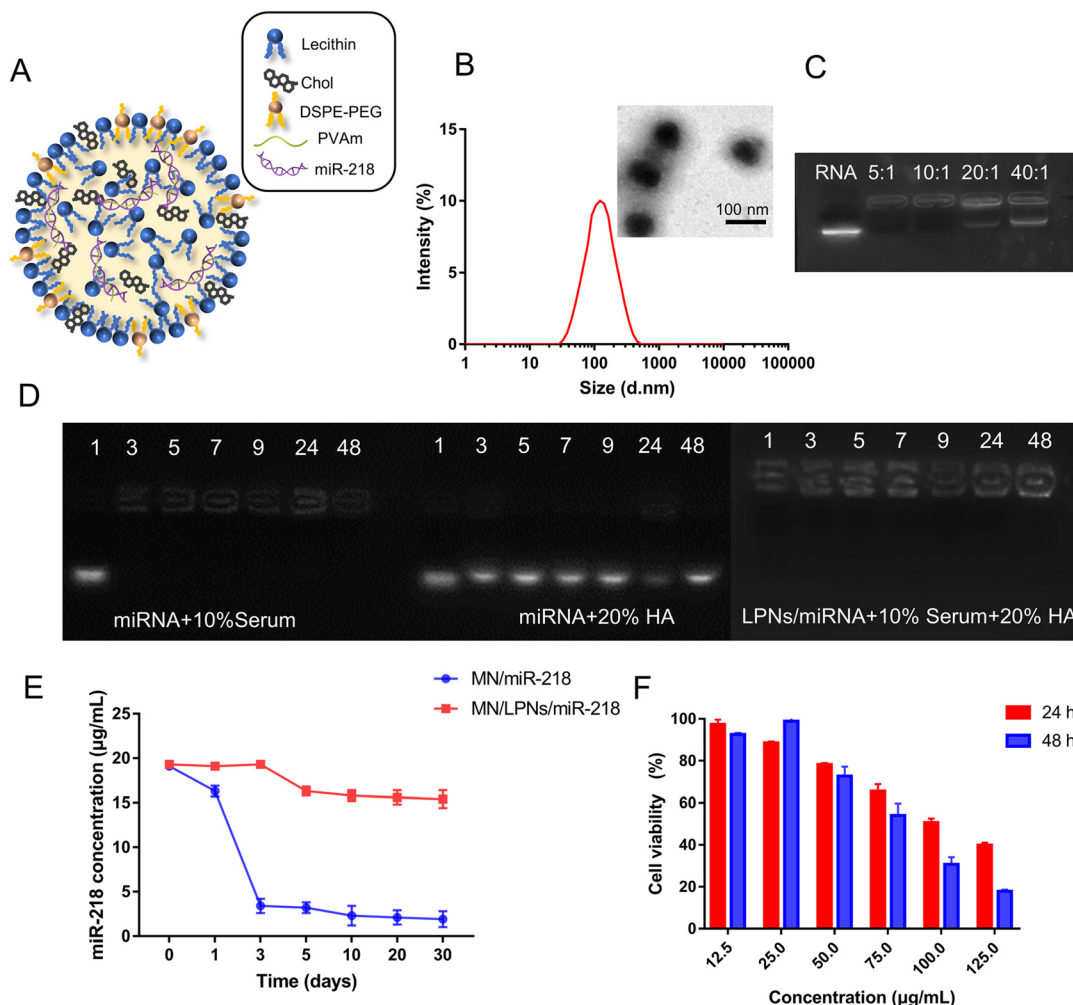 A
Lecithin
Chol
DSPE-PEG
PVAm
miR-218
B
Intensity (%)
15
10
5
0
1
10
100
1000
10000
100000
Size (d.nm)
100 nm
C
RNA 5:1 10:1 20:1 40:1
D
1 3 5 7 9 24 48
miRNA+10%Serum
1 3 5 7 9 24 48
miRNA+20% HA
1 3 5 7 9 24 48
LPNs/miRNA+10% Serum+20% HA
E
MN/miR-218
MN/LPNs/miR-218
miR-218 concentration (μg/mL)
25
20
15
10
5
0
0 1 3 5 10 20 30
Time (days)
F
24 h
48 h
Cell viability (%)
100
80
60
40
20
0
12.5 25.0 50.0 75.0 100.0 125.0
Concentration (μg/mL)